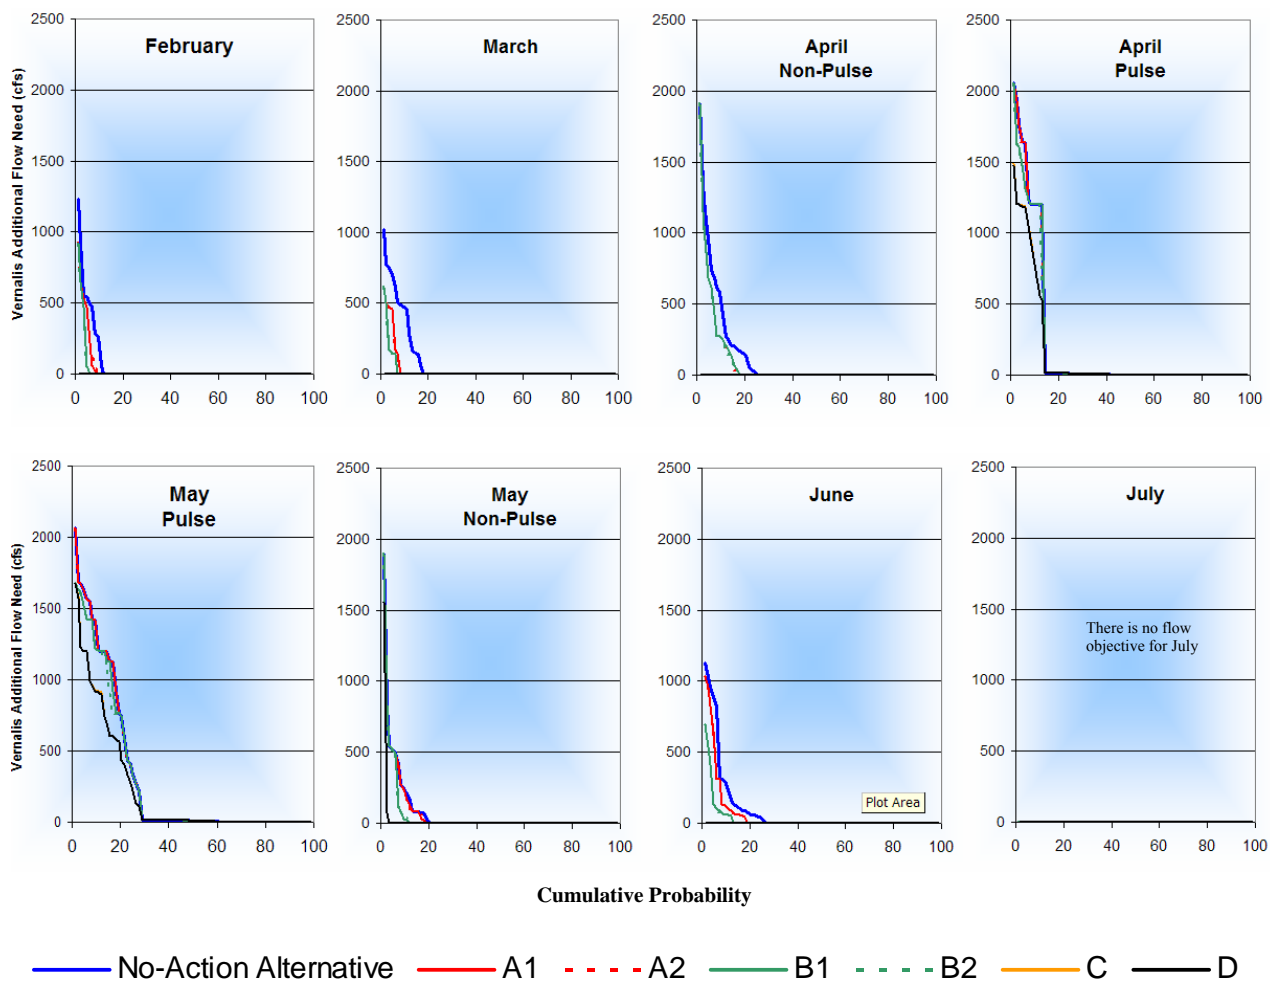 February
Vernalis Additional Flow Need (cfs)
2500
2000
1500
1000
500
0
0 20 40 60 80 100
March
2500
2000
1500
1000
500
0
0 20 40 60 80 100
April
Non-Pulse
2500
2000
1500
1000
500
0
0 20 40 60 80 100
April
Pulse
2500
2000
1500
1000
500
0
0 20 40 60 80 100
May
Pulse
Vernalis Additional Flow Need (cfs)
2500
2000
1500
1000
500
0
0 20 40 60 80 100
May
Non-Pulse
2500
2000
1500
1000
500
0
0 20 40 60 80 100
June
2500
2000
1500
1000
500
0
Plot Area
0 20 40 60 80 100
July
2500
2000
1500
1000
500
0
There is no flow
objective for July
0 20 40 60 80 100
Cumulative Probability
No-Action Alternative A1 A2 B1 B2 C D